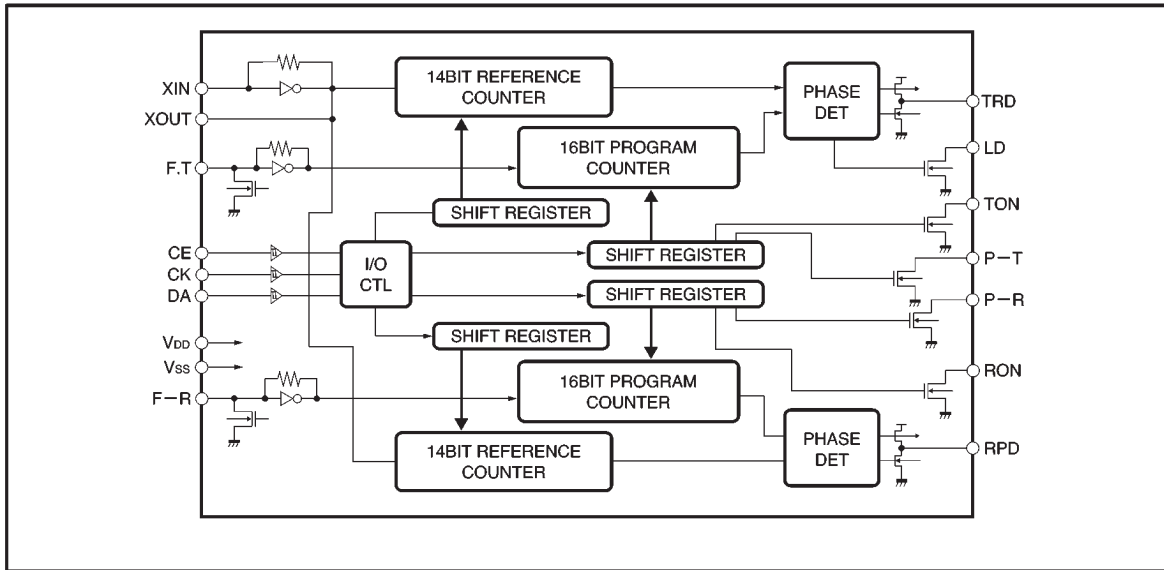 XIN
XOUT
F.T
CE
CK
DA
VDD
VSS
F−R
14BIT REFERENCE
COUNTER
16BIT PROGRAM
COUNTER
PHASE
DET
SHIFT REGISTER
I/O
CTL
SHIFT REGISTER
SHIFT REGISTER
SHIFT REGISTER
16BIT PROGRAM
COUNTER
14BIT REFERENCE
COUNTER
PHASE
DET
TRD
LD
TON
P−T
P−R
RON
RPD